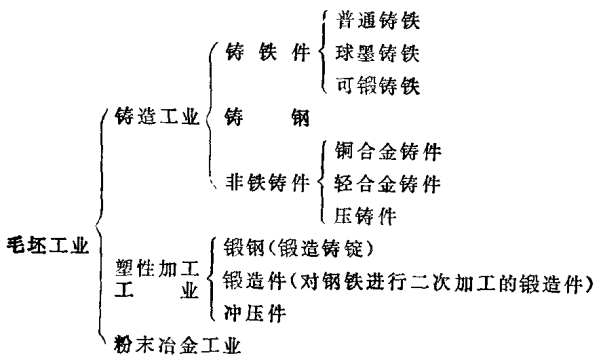 普通铸铁
铸铁件
球墨铸铁
可锻铸铁
铸造工业
铸钢
铜合金铸件
非铁铸件
轻合金铸件
压铸件
毛坯工业
锻钢(锻造铸锭)
塑性加工
工业
锻造件(对钢铁进行二次加工的锻造件)
冲压件
粉末冶金工业